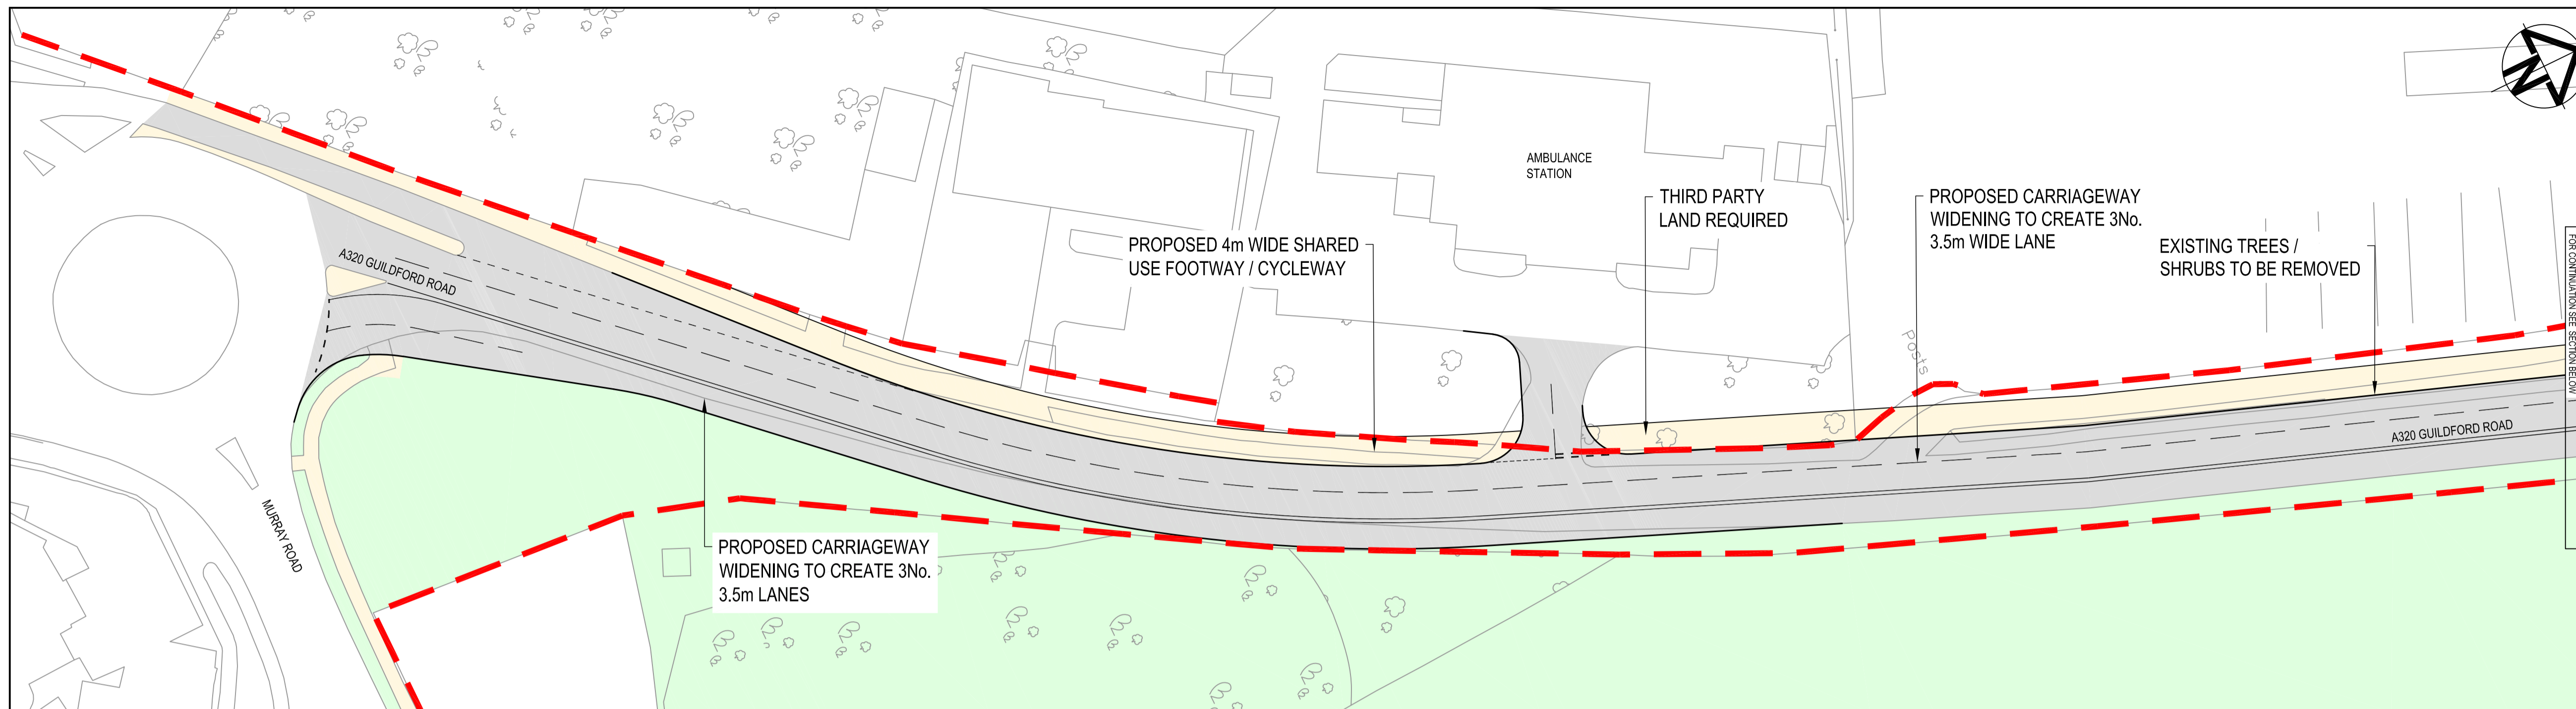 AMBULANCE
STATION
THIRD PARTY
LAND REQUIRED
PROPOSED CARRIAGEWAY
WIDENING TO CREATE 3No.
3.5m WIDE LANE
PROPOSED 4m WIDE SHARED
USE FOOTWAY / CYCLEWAY
EXISTING TREES /
SHRUBS TO BE REMOVED
FOR CONTINUATION SEE SECTION BELOW
N
A320 GUILDFORD ROAD
Posts
A320 GUILDFORD ROAD
MURRAY ROAD
PROPOSED CARRIAGEWAY
WIDENING TO CREATE 3No.
3.5m LANES